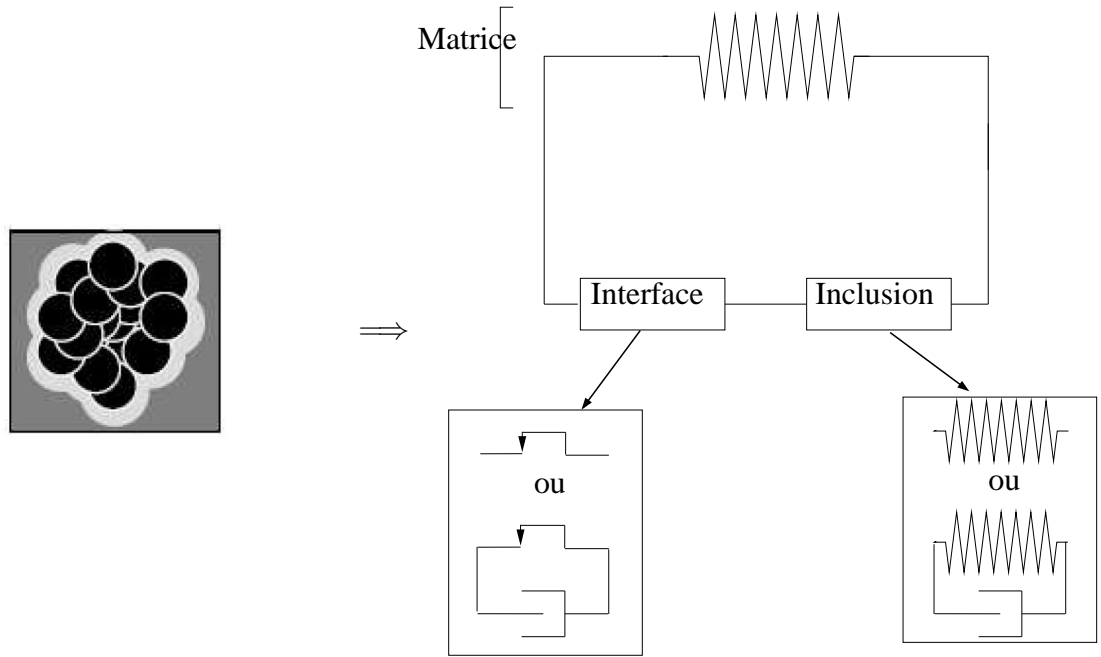 Matrice
Interface
Inclusion
⇒
ou
ou